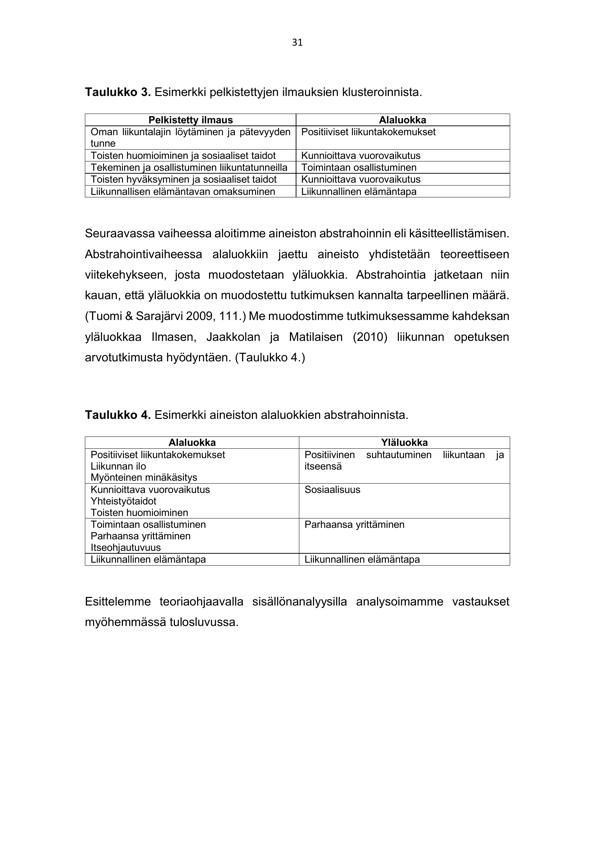 31
Taulukko 3. Esimerkki pelkistettyjen ilmauksien klusteroinnista.
Pelkistetty ilmaus Alaluokka
Oman liikuntalajin löytäminen ja pätevyyden Positiiviset liikuntakokemukset
tunne
Toisten huomioiminen ja sosiaaliset taidot Kunnioittava vuorovaikutus
Tekeminen ja osallistuminen liikuntatunneilla Toimintaan osallistuminen
Toisten hyväksyminen ja sosiaaliset taidot Kunnioittava vuorovaikutus
Liikunnallisen elämäntavan omaksuminen Liikunnallinen elämäntapa
Seuraavassa vaiheessa aloitimme aineiston abstrahoinnin eli käsitteellistämisen.
Abstrahointivaiheessa alaluokkiin jaettu aineisto yhdistetään teoreettiseen
viitekehykseen, josta muodostetaan yläluokkia. Abstrahointia jatketaan niin
kauan, että yläluokkia on muodostettu tutkimuksen kannalta tarpeellinen määrä.
(Tuomi & Sarajärvi 2009, 111.) Me muodostimme tutkimuksessamme kahdeksan
yläluokkaa Ilmasen, Jaakkolan ja Matilaisen (2010) liikunnan opetuksen
arvotutkimusta hyödyntäen. (Taulukko 4.)
Taulukko 4. Esimerkki aineiston alaluokkien abstrahoinnista.
Alaluokka Yläluokka
Positiiviset liikuntakokemukset Positiivinen suhtautuminen liikuntaan ja
Liikunnan ilo itseensä
Myönteinen minäkäsitys
Kunnioittava vuorovaikutus Sosiaalisuus
Yhteistyötaidot
Toisten huomioiminen
Toimintaan osallistuminen Parhaansa yrittäminen
Parhaansa yrittäminen
Itseohjautuvuus
Liikunnallinen elämäntapa Liikunnallinen elämäntapa
Esittelemme teoriaohjaavalla sisällönanalyysilla analysoimamme vastaukset
myöhemmässä tulosluvussa.